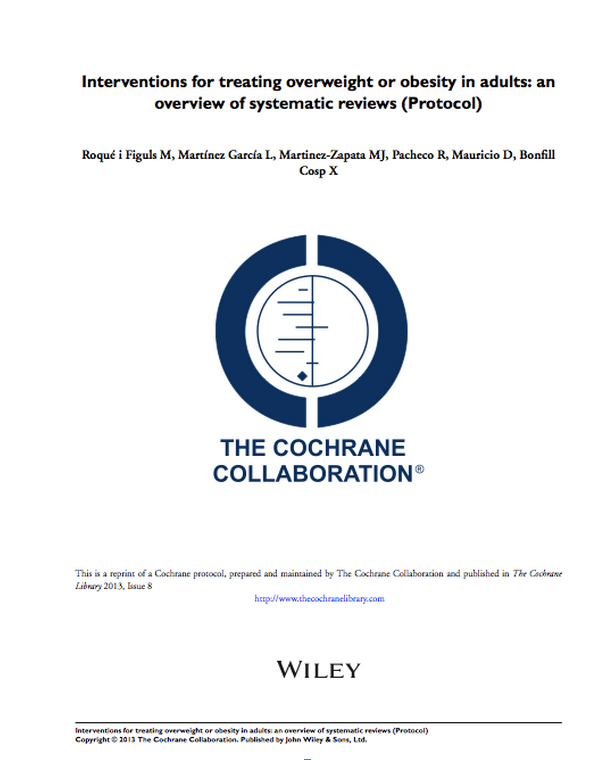 Interventions for treating overweight or obesity in adults: an
overview of systematic reviews (Protocol)
Roqué i Figuls M, Martínez García L, Martinez-Zapata MJ, Pacheco R, Mauricio D, Bonfill
Cosp X
THE COCHRANE
COLLABORATION®
This is a reprint of a Cochrane protocol, prepared and maintained by The Cochrane Collaboration and published in The Cochrane
Library 2013, Issue 8
http://www.thecochranelibrary.com
WILEY
Interventions for treating overweight or obesity in adults: an overview of systematic reviews (Protocol)
Copyright © 2013 The Cochrane Collaboration. Published by John Wiley & Sons, Ltd.